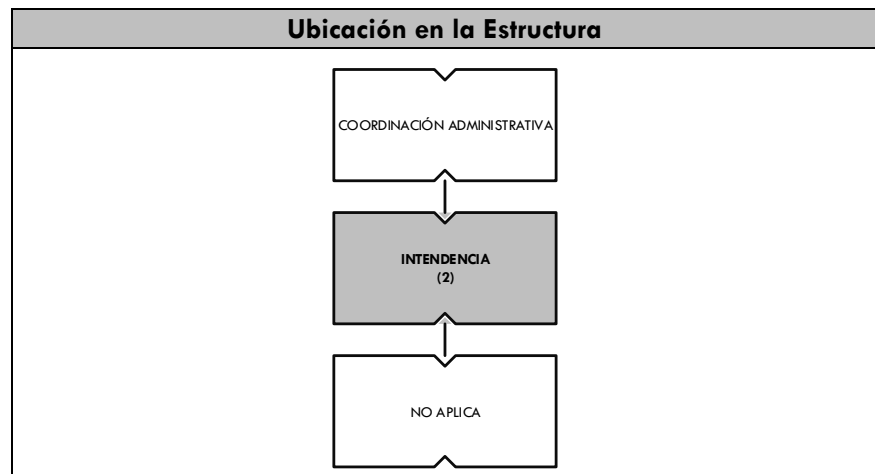 Ubicación en la Estructura
COORDINACIÓN ADMINISTRATIVA
INTENDENCIA
(2)
NO APLICA